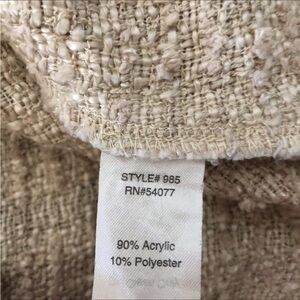 STYLE# 985
RN#54077
90% Acrylic
10% Polyester